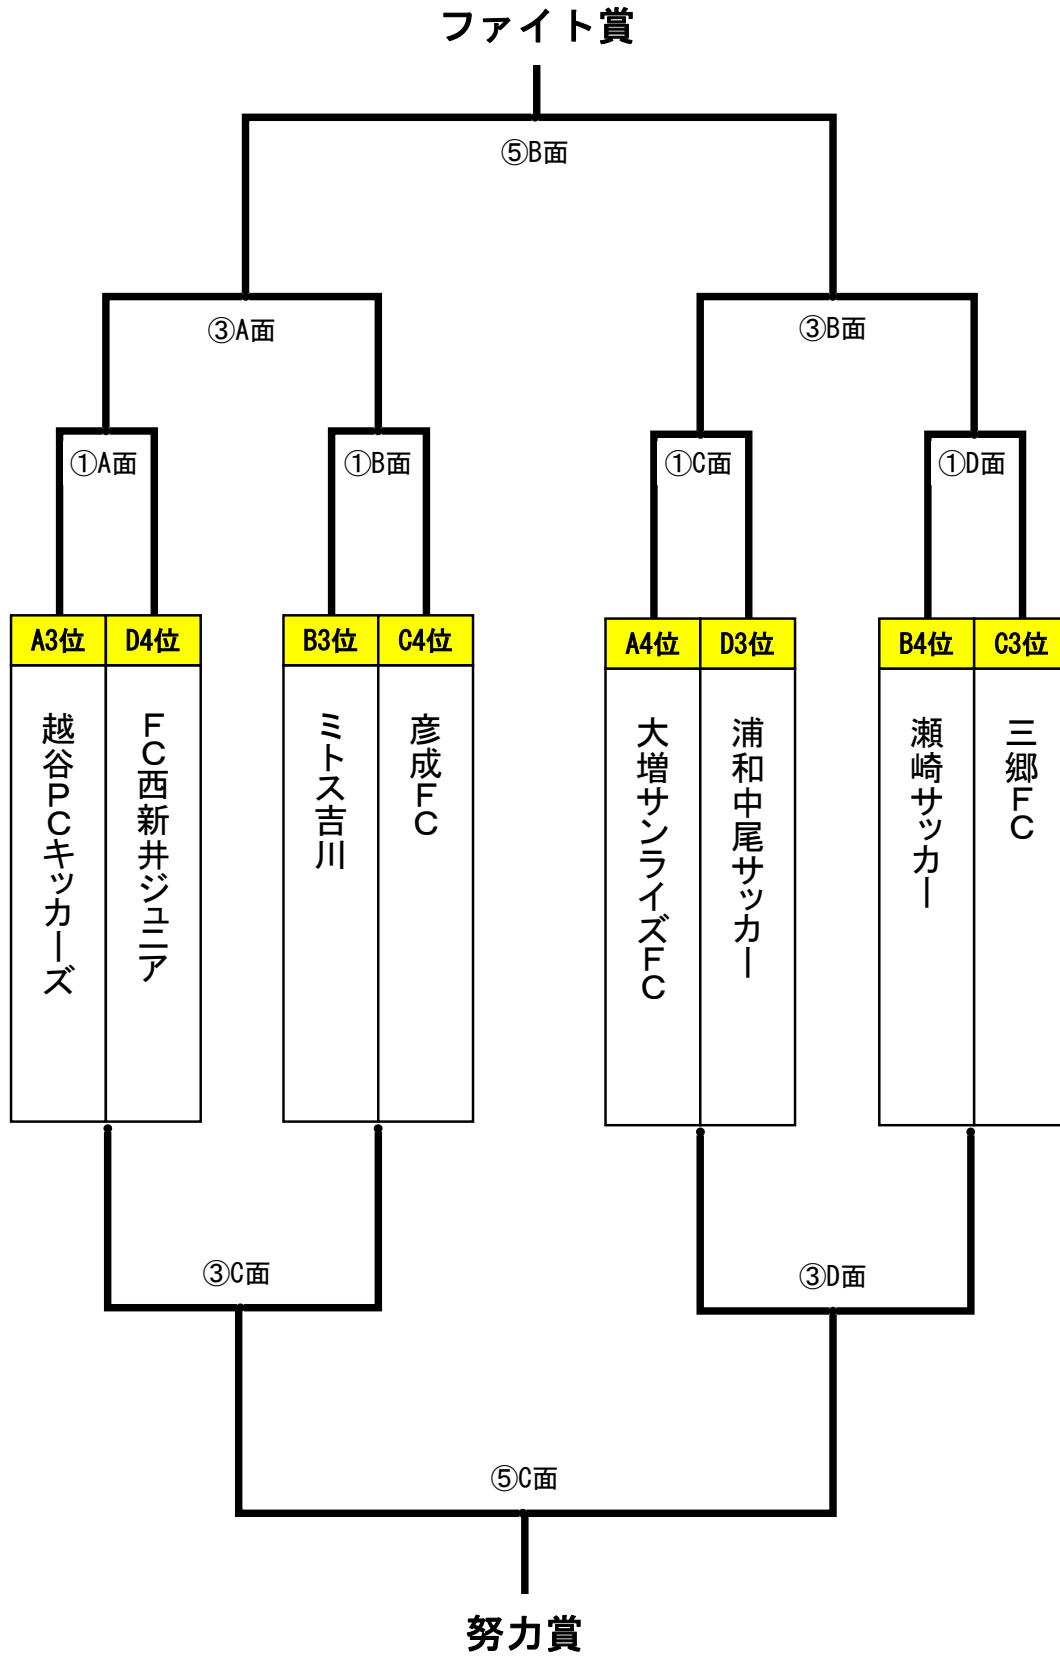 ファイト賞
⑤B面
③A面
③B面
①A面
①B面
①C面
①D面
A3位
D4位
B3位
C4位
A4位
D3位
B4位
C3位
越谷PCキッカーズ
FC西新井ジュニア
ミトス吉川
彦成FC
大増サンライズFC
浦和中尾サッカー
瀬崎サッカー
三郷FC
③C面
③D面
⑤C面
努力賞